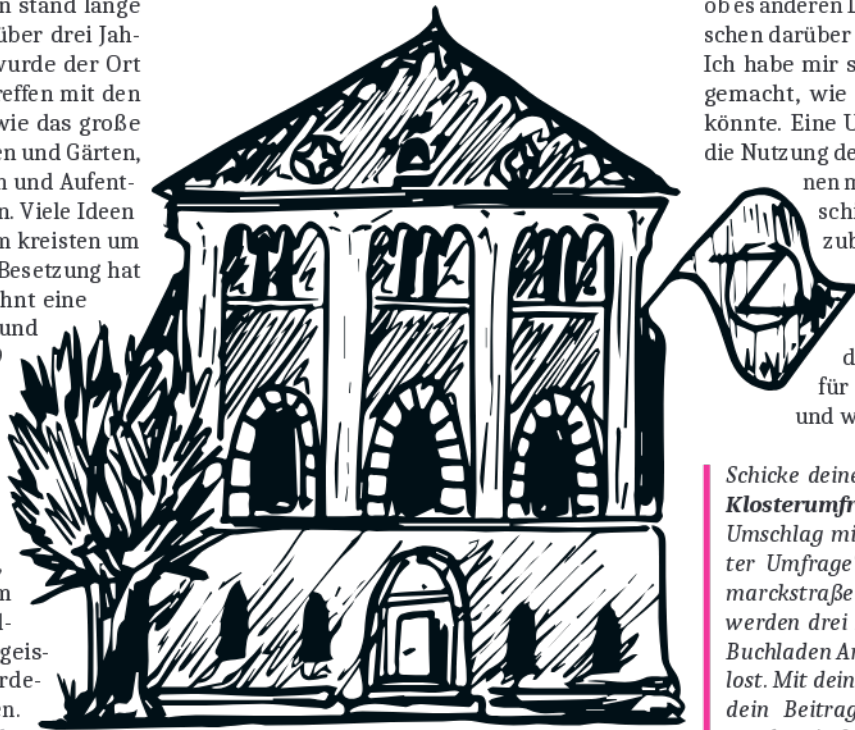 n stand lange
über drei Jah-
wurde der Ort
reffen mit den
wie das große
en und Gärten,
n und Aufent-
n. Viele Ideen
m kreisten um
Besetzung hat
hnt eine
und
m
l-
geis-
rde-
en.
Z
ob es anderen
schen darüber
Ich habe mir s
gemacht, wie
könnte. Eine U
die Nutzung de
nen m
schi
zub
d
für
und w
Schicke deine
Klosterumfr
Umschlag mi
ter Umfrage
marckstraße
werden drei
Buchladen An
lost. Mit dein
dein Beitrag